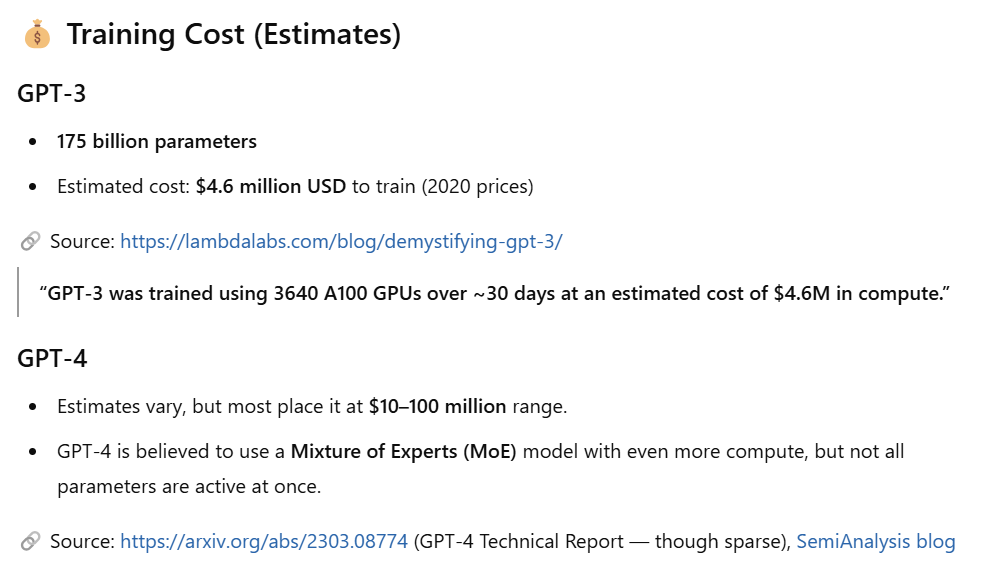 💰 Training Cost (Estimates)
GPT-3
• 175 billion parameters
• Estimated cost: $4.6 million USD to train (2020 prices)
🔗 Source: https://lambdalabs.com/blog/demystifying-gpt-3/
“GPT-3 was trained using 3640 A100 GPUs over ~30 days at an estimated cost of $4.6M in compute.”
GPT-4
• Estimates vary, but most place it at $10–100 million range.
• GPT-4 is believed to use a Mixture of Experts (MoE) model with even more compute, but not all
parameters are active at once.
🔗 Source: https://arxiv.org/abs/2303.08774 (GPT-4 Technical Report — though sparse), SemiAnalysis blog